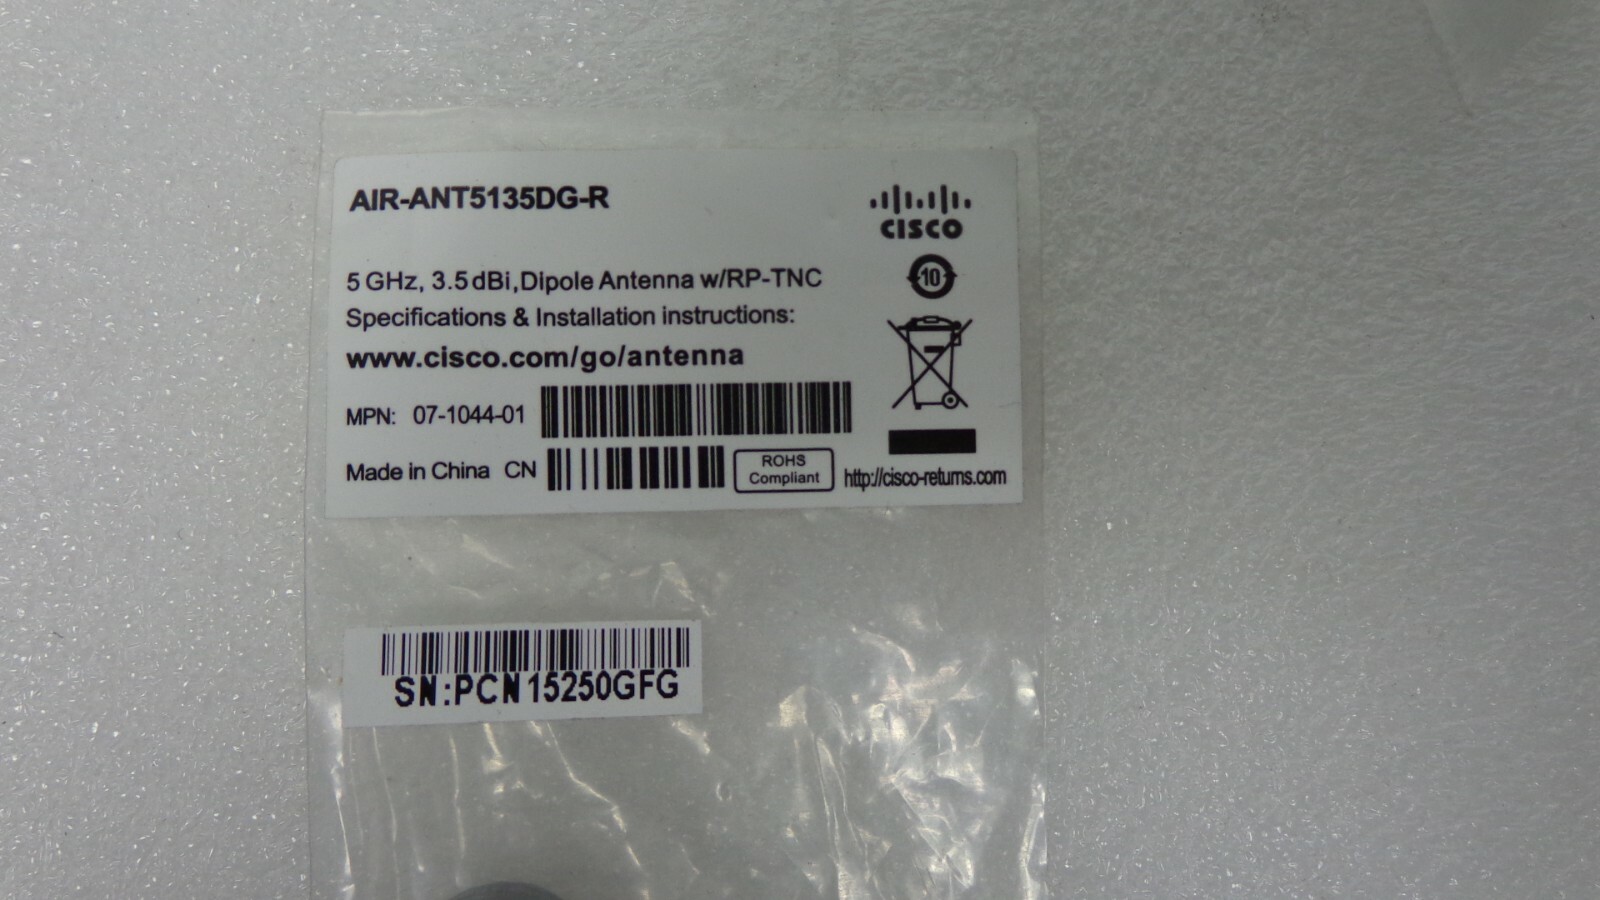 AIR-ANT5135DG-R
CISCO
10
5 GHz, 3.5 dBi, Dipole Antenna w/RP-TNC
Specifications & Installation instructions:
www.cisco.com/go/antenna
MPN: 07-1044-01
Made in China CN
ROHS
Compliant
http://cisco-returns.com
SN:PCN15250GFG